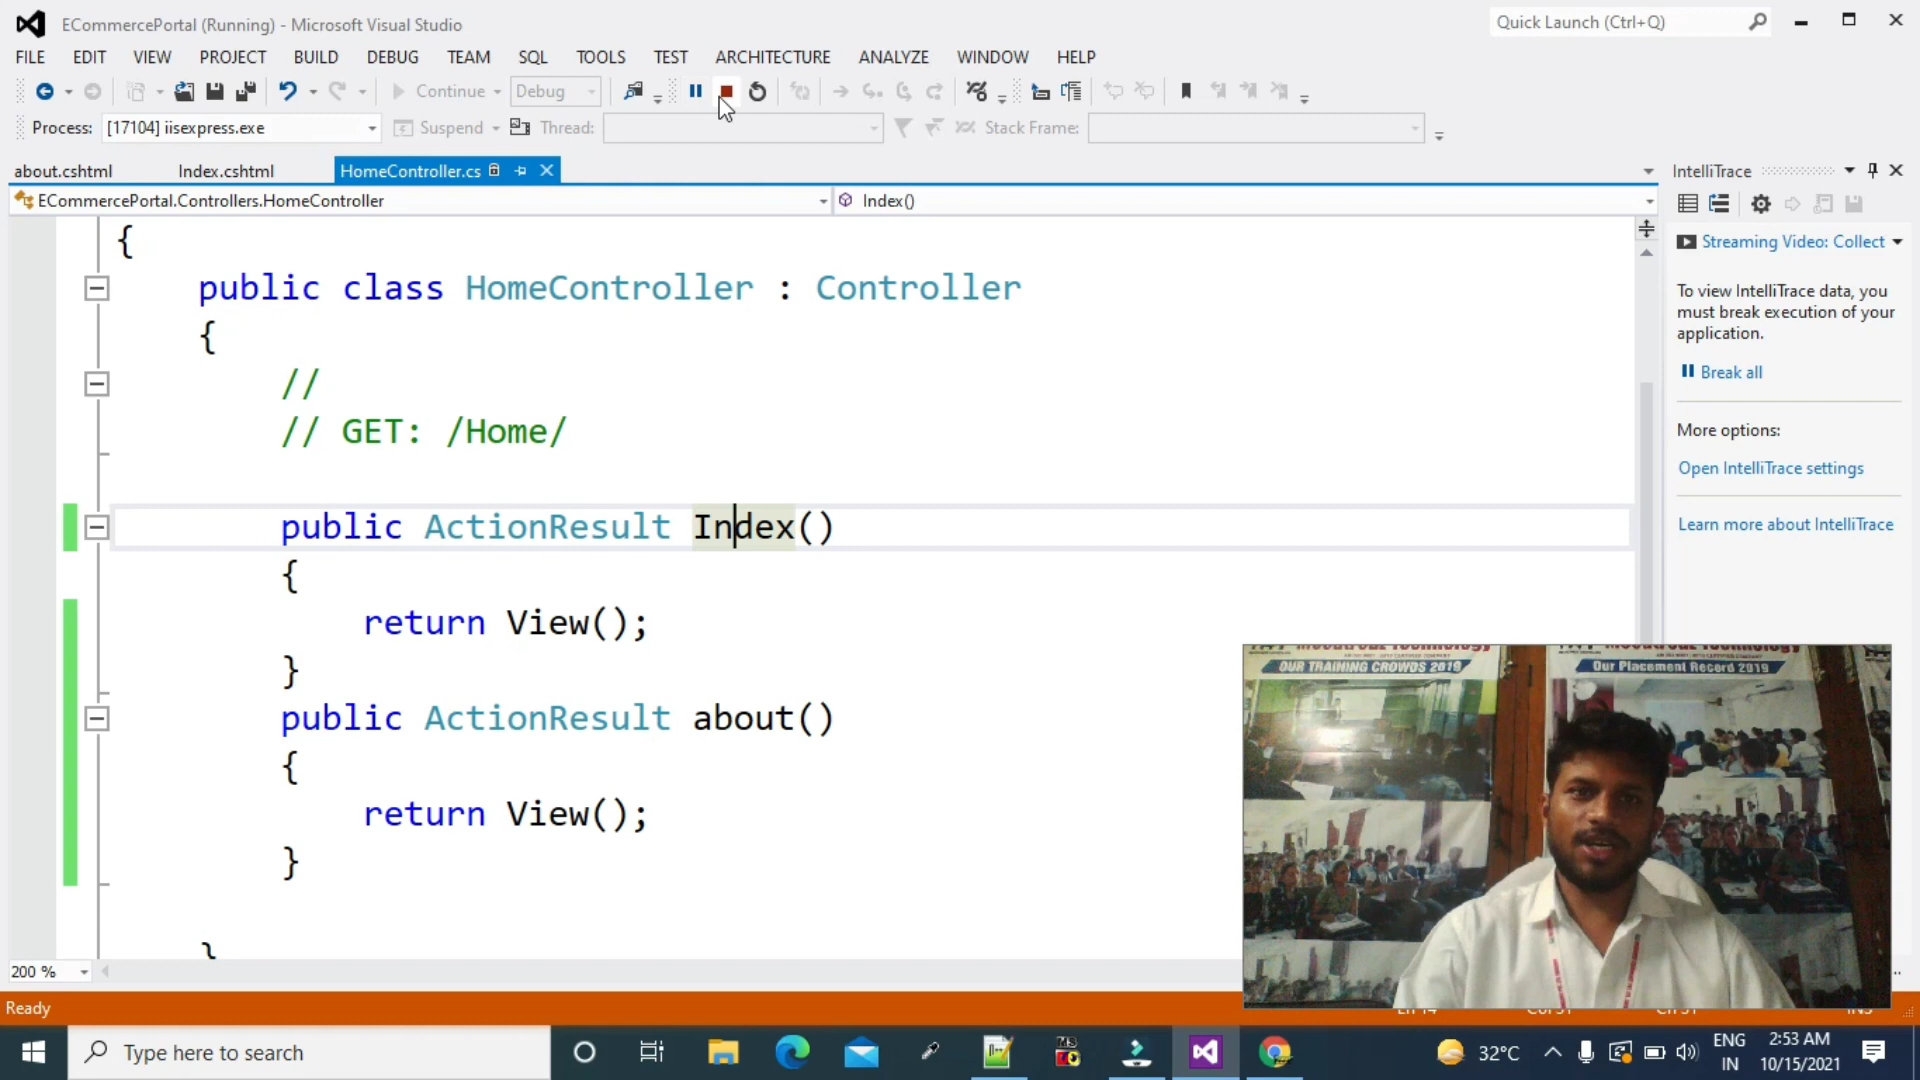 ECommercePortal (Running) - Microsoft Visual Studio
Quick Launch (Ctrl+Q)
FILE EDIT VIEW PROJECT BUILD DEBUG TEAM SQL TOOLS TEST ARCHITECTURE ANALYZE WINDOW HELP
Continue Debug
Process: [17104] iisexpress.exe Suspend Thread: Stack Frame:
about.cshtml Index.cshtml HomeController.cs
ECommercePortal.Controllers.HomeController Index()
{
public class HomeController : Controller
{
//
// GET: /Home/
public ActionResult Index()
{
return View();
}
public ActionResult about()
{
return View();
}
}
200 %
IntelliTrace
Streaming Video: Collect
To view IntelliTrace data, you
must break execution of your
application.
Break all
More options:
Open IntelliTrace settings
Learn more about IntelliTrace
OUR TRAINING CROWDS 2019
Our Placement Record 2019
Ready
Type here to search
32°C
ENG
IN
2:53 AM
10/15/2021